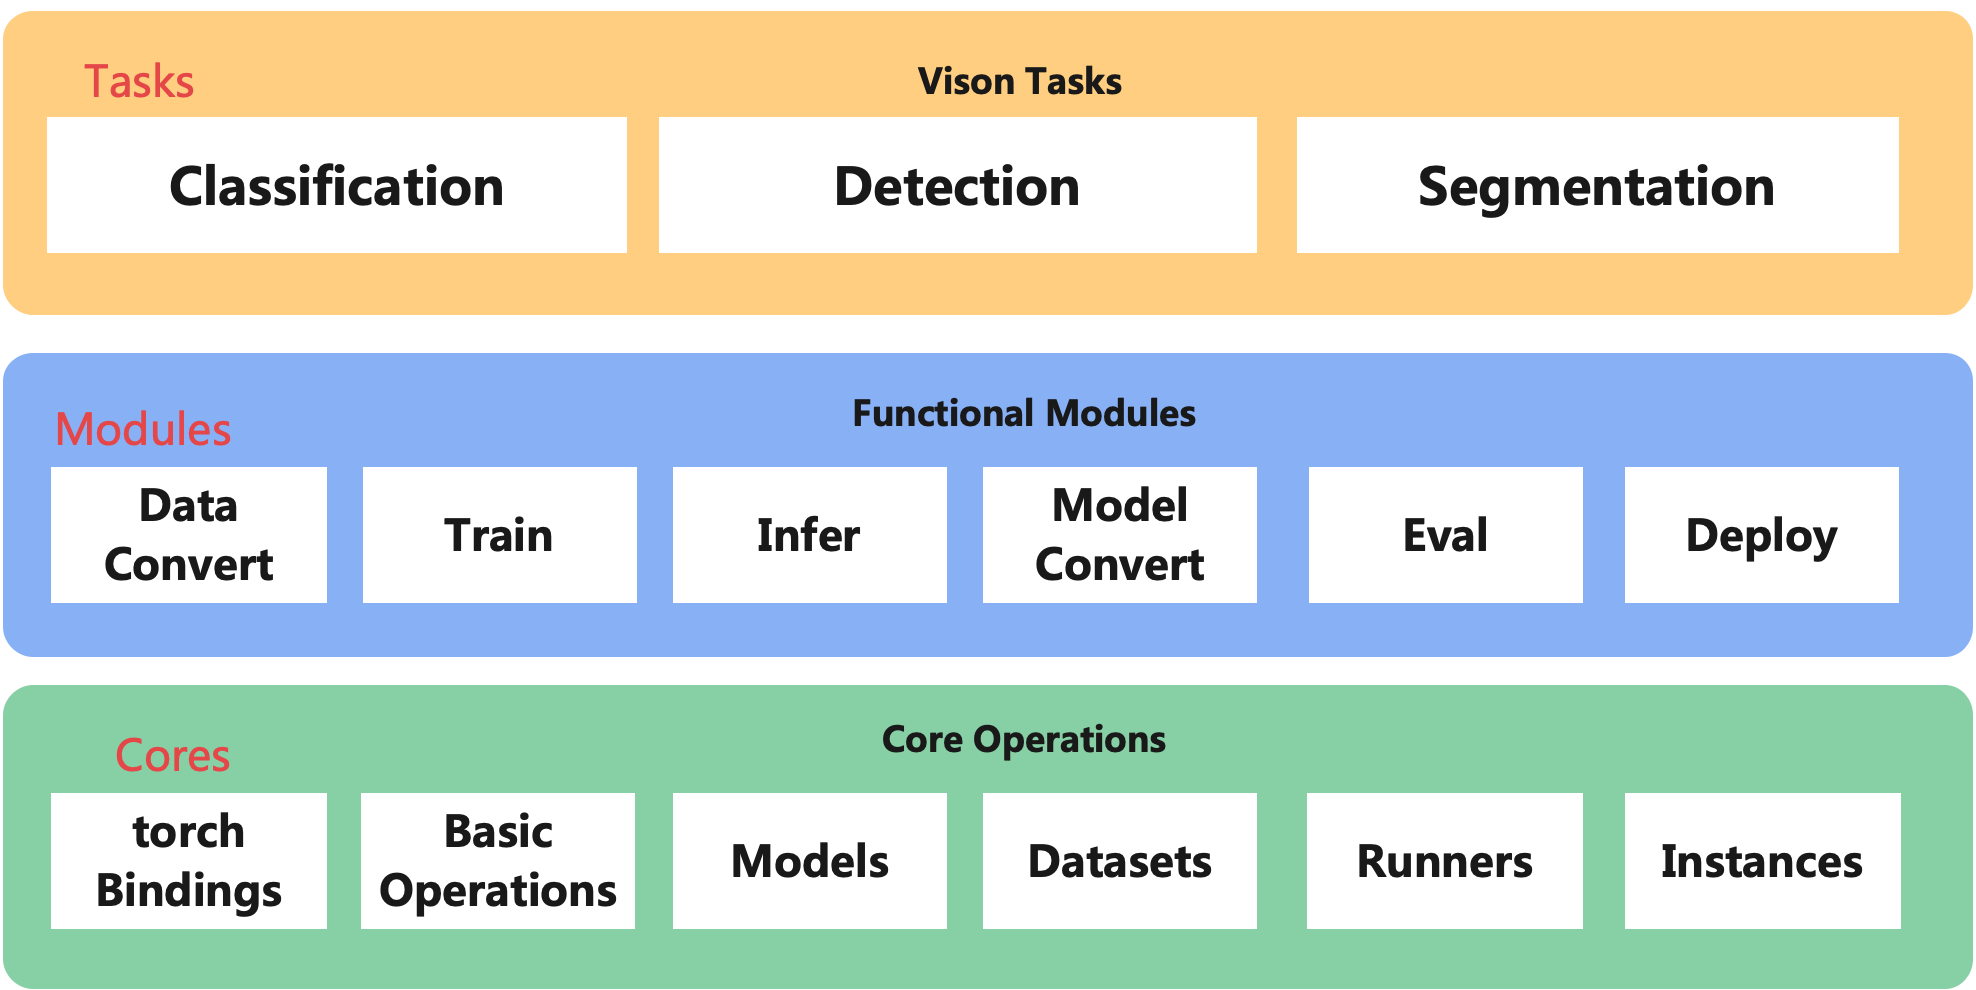 Tasks
Vison Tasks
Classification
Detection
Segmentation
Modules
Functional Modules
Data
Convert
Train
Infer
Model
Convert
Eval
Deploy
Cores
Core Operations
torch
Bindings
Basic
Operations
Models
Datasets
Runners
Instances